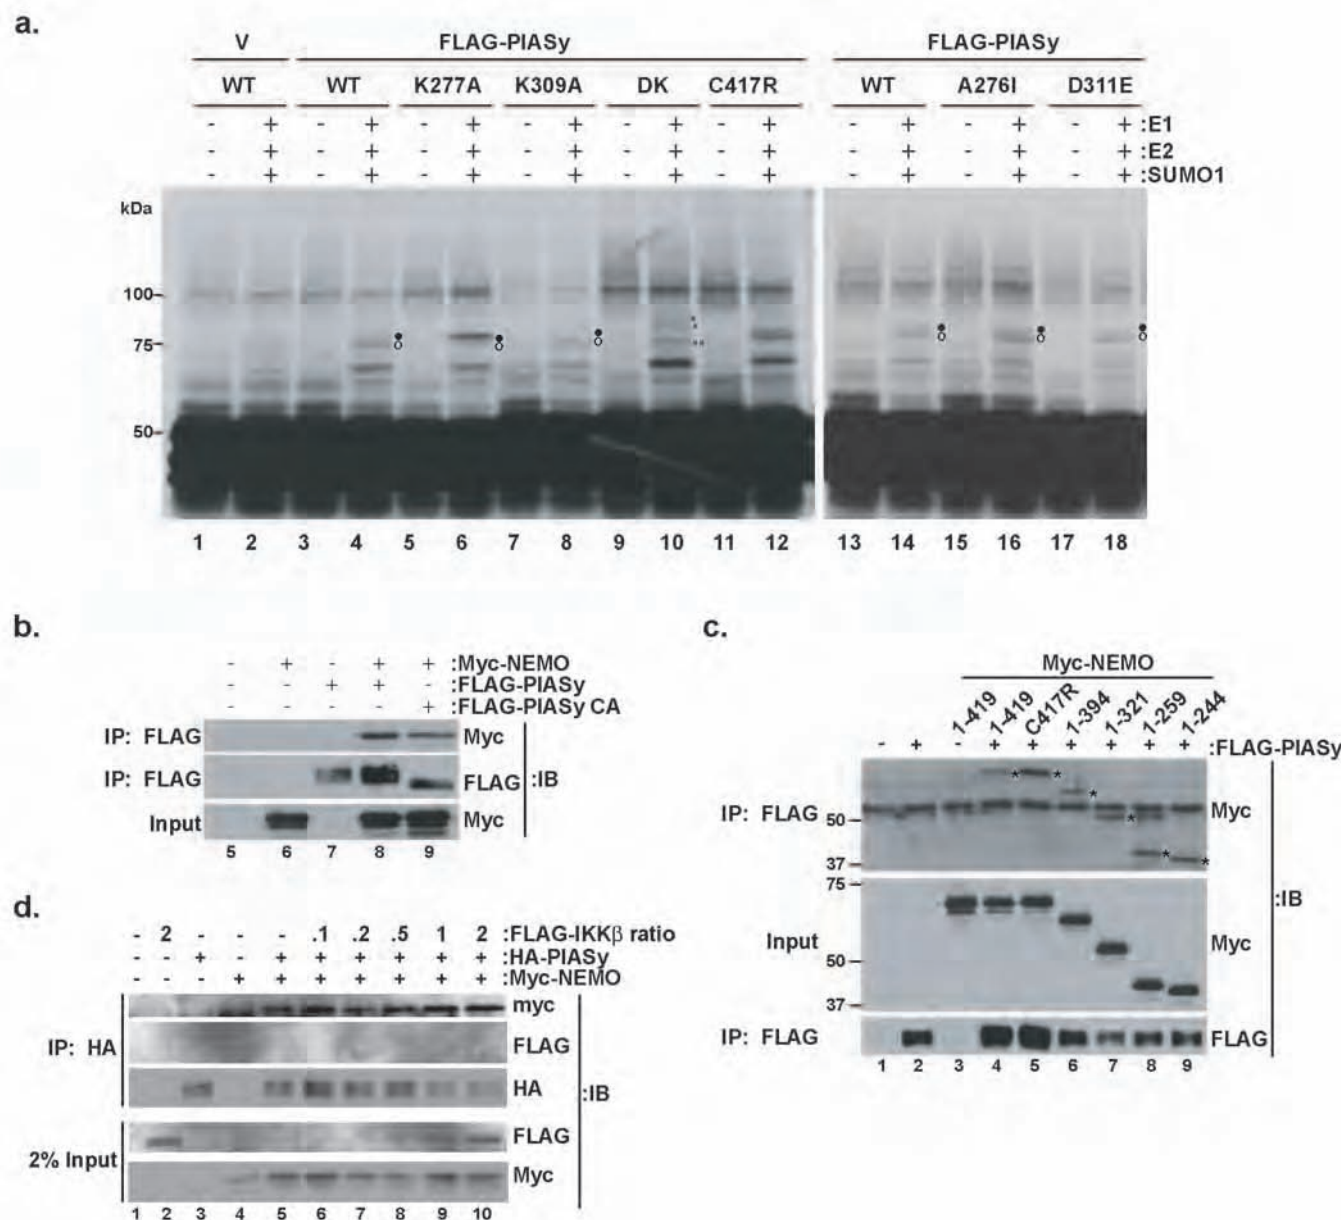 a.
V FLAG-PIASy FLAG-PIASy
WT WT K277A K309A DK C417R WT A276I D311E
- + - + - + - + - + - + - + - + - + :E1
- + - + - + - + - + - + - + - + - + :E2
- + - + - + - + - + - + - + - + - + :SUMO1
kDa
100
75
50
1 2 3 4 5 6 7 8 9 10 11 12 13 14 15 16 17 18
b.
- + - + + :Myc-NEMO
- - + + - :FLAG-PIASy
+ :FLAG-PIASy CA
IP: FLAG Myc
IP: FLAG FLAG
Input Myc
:IB
5 6 7 8 9
c.
Myc-NEMO
1-419 1-419 C417R 1-394 1-321 1-259 1-244
- + - + + + + + + :FLAG-PIASy
IP: FLAG 50 37 Myc
Input 75 50 37 Myc
IP: FLAG FLAG
:IB
1 2 3 4 5 6 7 8 9
d.
- 2 - - - .1 .2 .5 1 2 :FLAG-IKKβ ratio
- - + - + + + + + + :HA-PIASy
- - - + + + + + + + :Myc-NEMO
IP: HA
myc
FLAG
HA
:IB
2% Input
FLAG
Myc
1 2 3 4 5 6 7 8 9 10